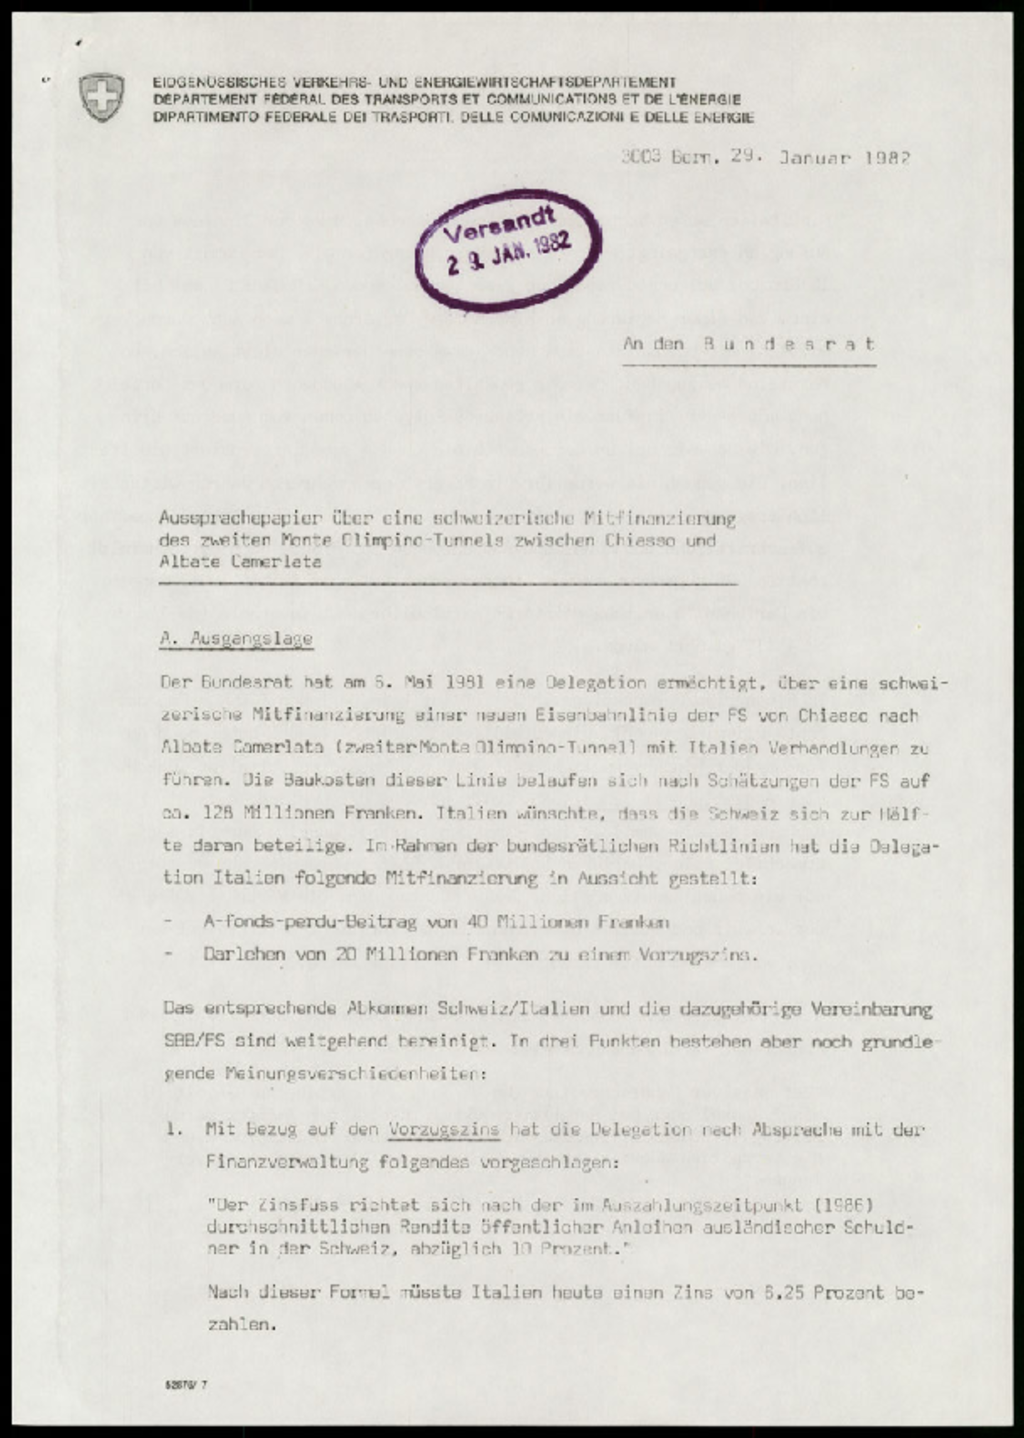 EIDGENÖSSISCHES VERKEHRS- UND ENERGIEWIRTSCHAFTSDEPARTEMENT
DÉPARTEMENT FÉDÉRAL DES TRANSPORTS ET COMMUNICATIONS ET DE L'ÉNERGIE
DIPARTIMENTO FEDERALE DEI TRASPORTI, DELLE COMUNICAZIONI E DELLE ENERGIE
3003 Bern, 29. Januar 1982
Versandt
29. JAN. 1982
An den B u n d e s r a t
Aussprachepapier über eine schweizerische Mitfinanzierung
des zweiten Monte Olimpino-Tunnels zwischen Chiasso und
Albate Camerlata
A. Ausgangslage
Der Bundesrat hat am 6. Mai 1981 eine Delegation ermächtigt, über eine schwei-
zerische Mitfinanzierung einer neuen Eisenbahnlinie der FS von Chiasso nach
Albate Camerlata (zweiter Monte Olimpino-Tunnel) mit Italien Verhandlungen zu
führen. Die Baukosten dieser Linie belaufen sich nach Schätzungen der FS auf
ca. 128 Millionen Franken. Italien wünschte, dass die Schweiz sich zur Hälf-
te daran beteilige. Im Rahmen der bundesrätlichen Richtlinien hat die Delega-
tion Italien folgende Mitfinanzierung in Aussicht gestellt:
- A-fonds-perdu-Beitrag von 40 Millionen Franken
- Darlehen von 20 Millionen Franken zu einem Vorzugszins.
Das entsprechende Abkommen Schweiz/Italien und die dazugehörige Vereinbarung
SBB/FS sind weitgehend bereinigt. In drei Punkten bestehen aber noch grundle-
gende Meinungsverschiedenheiten:
1. Mit bezug auf den Vorzugszins hat die Delegation nach Absprache mit der
Finanzverwaltung folgendes vorgeschlagen:
"Der Zinsfuss richtet sich nach der im Auszahlungszeitpunkt (1986)
durchschnittlichen Rendite öffentlicher Anleihen ausländischer Schuld-
ner in der Schweiz, abzüglich 10 Prozent."
Nach dieser Formel müsste Italien heute einen Zins von 6.25 Prozent be-
zahlen.
52876/ 7